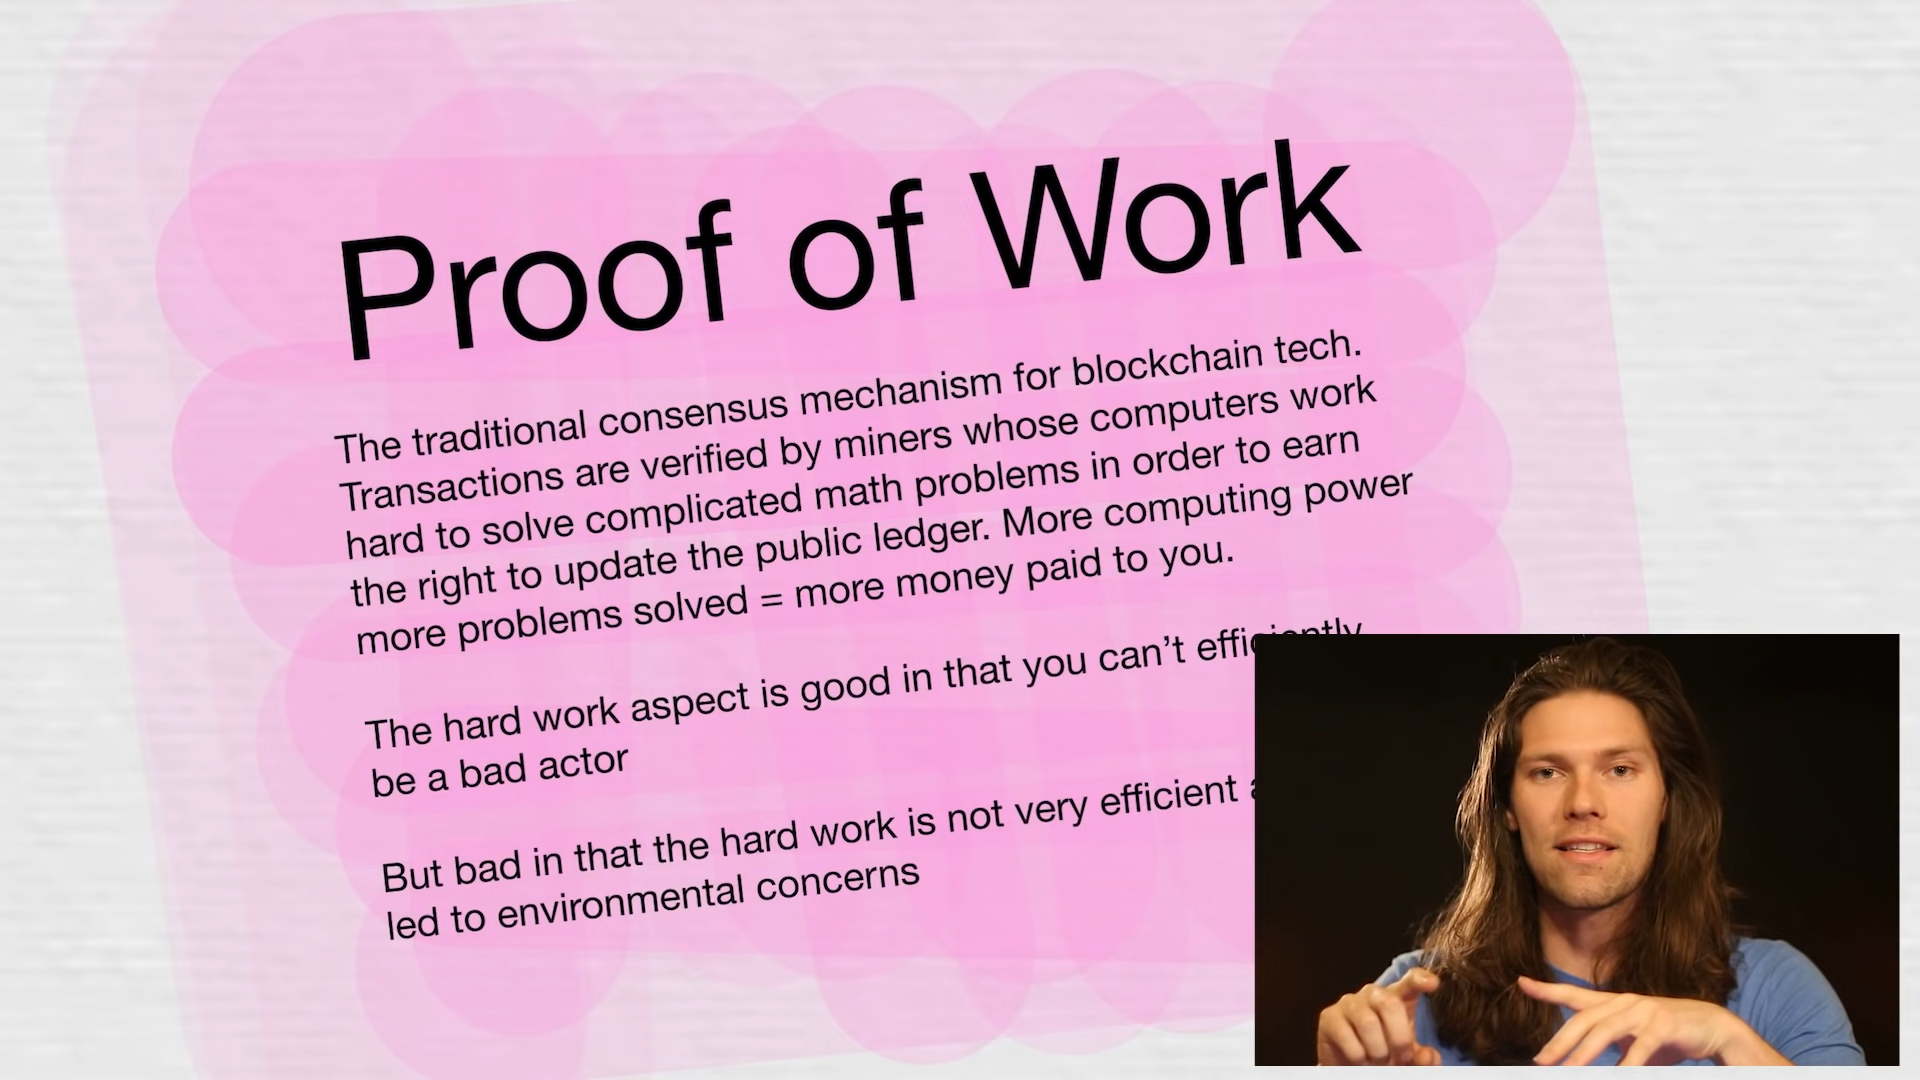 Proof of Work
The traditional consensus mechanism for blockchain tech.
Transactions are verified by miners whose computers work
hard to solve complicated math problems in order to earn
the right to update the public ledger. More computing power
more problems solved = more money paid to you.
The hard work aspect is good in that you can’t efficiently
be a bad actor
But bad in that the hard work is not very efficient
led to environmental concerns